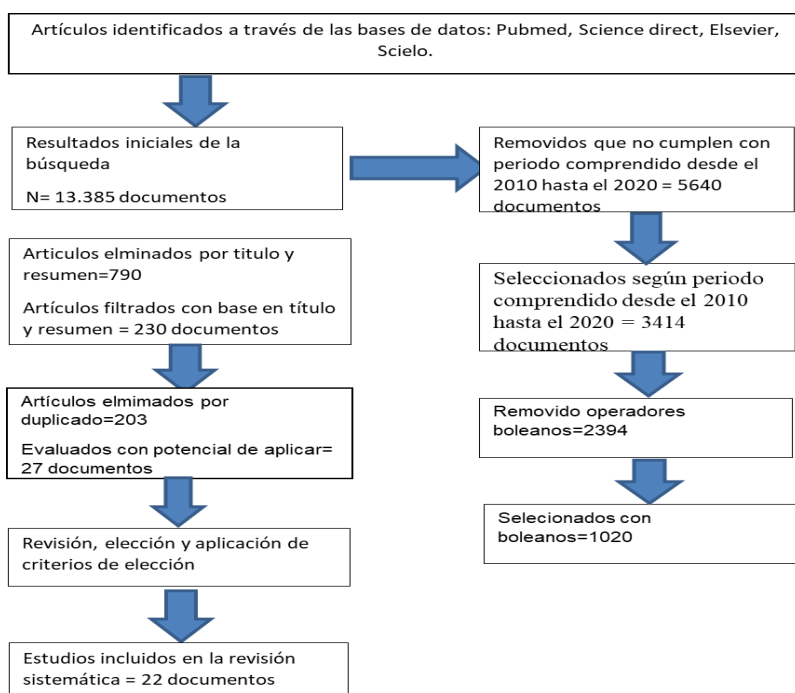 Artículos identificados a través de las bases de datos: Pubmed, Science direct, Elsevier,
Scielo.
Resultados iniciales de la
búsqueda
N= 13.385 documentos
Removidos que no cumplen con
periodo comprendido desde el
2010 hasta el 2020 = 5640
documentos
Seleccionados según periodo
comprendido desde el 2010
hasta el 2020 = 3414
documentos
Removido operadores
boleanos=2394
Selecionados con
boleanos=1020
Articulos elminados por titulo y
resumen=790
Artículos filtrados con base en título
y resumen = 230 documentos
Artículos elmimados por
duplicado=203
Evaluados con potencial de aplicar=
27 documentos
Revisión, elección y aplicación de
criterios de elección
Estudios incluidos en la revisión
sistemática = 22 documentos